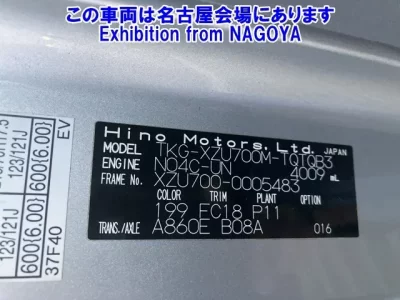 この車両は名古屋会場にあります
Exhibition from NAGOYA
Hino Motors, Ltd. JAPAN
MODEL TKG-XZU700M-TQTQB3
ENGINE N04C-UN 4009 mL
FRAME No. XZU700-0005483
COLOR TRIM PLANT OPTION
199 FC18 P11
TRANS./AXLE A860E B08A 016
123/121J
600(6.00)
37F40
123/121J
600(6.00)
EV